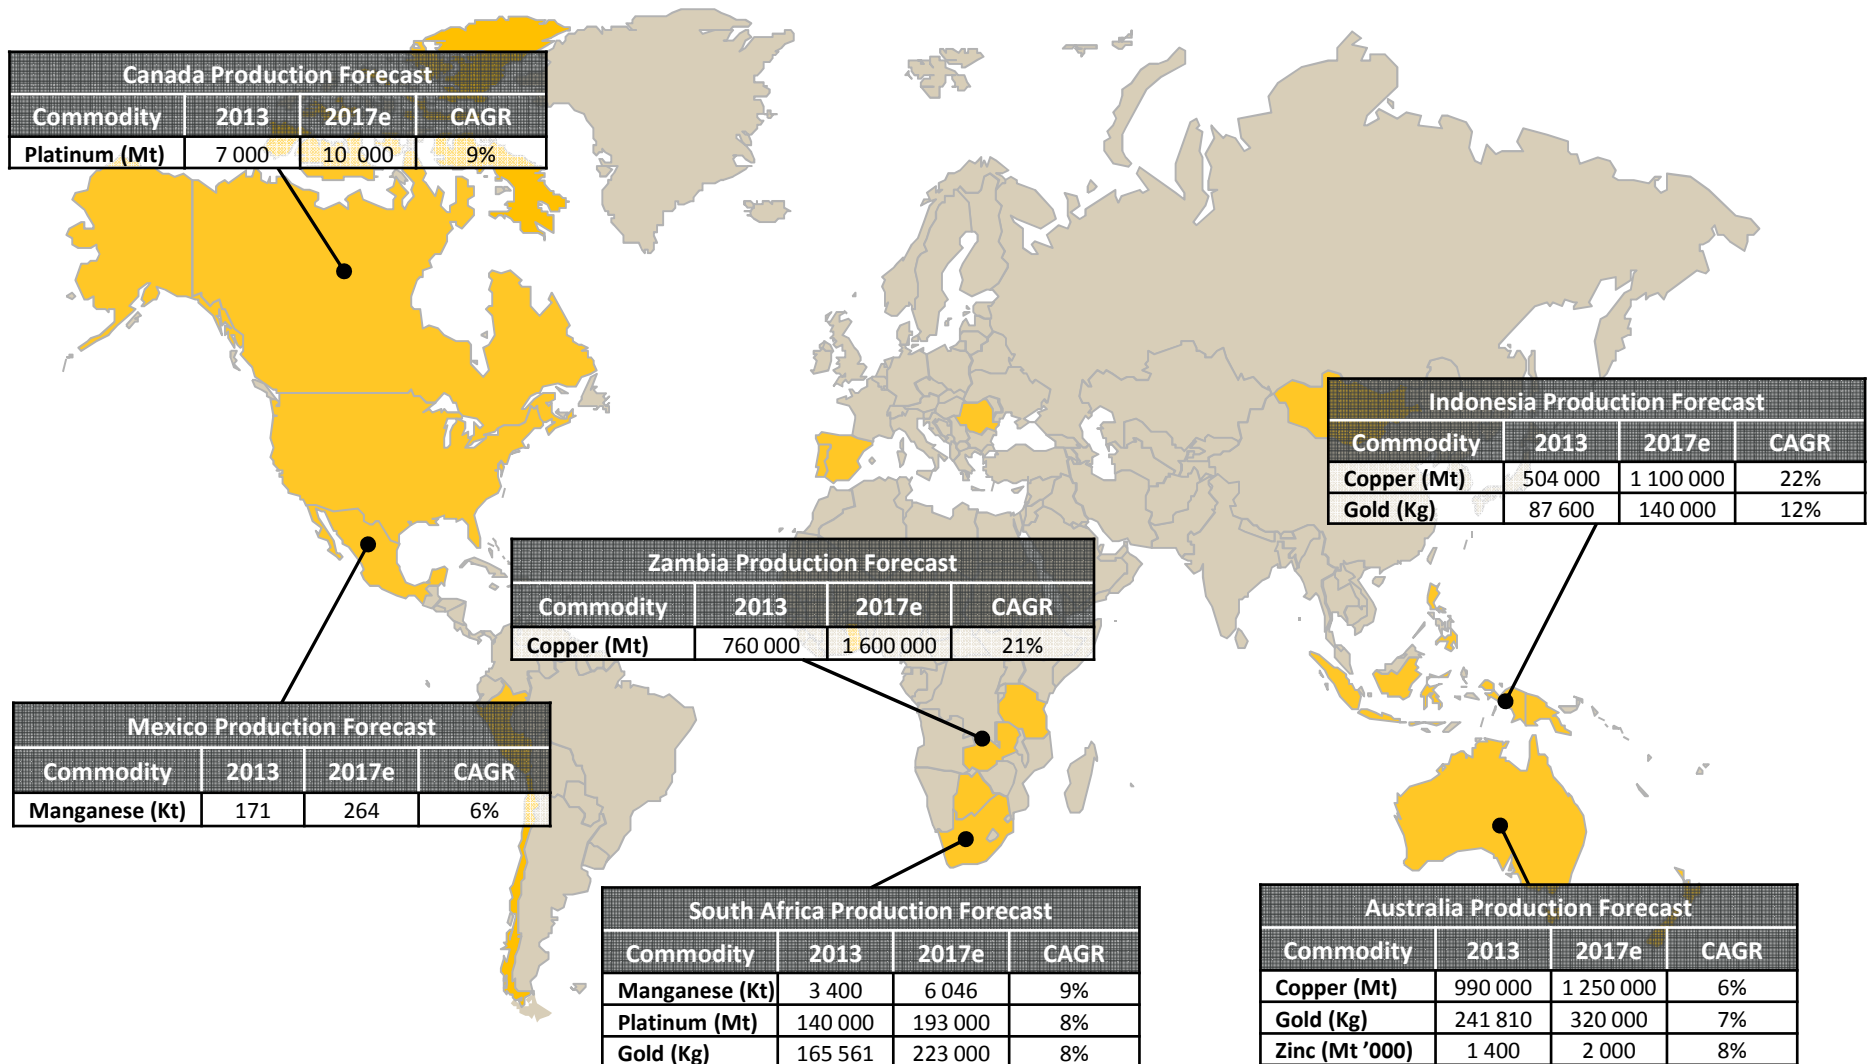 Canada Production Forecast
Commodity 2013 2017e CAGR
Platinum (Mt) 7 000 10 000 9%
Indonesia Production Forecast
Commodity 2013 2017e CAGR
Copper (Mt) 504 000 1 100 000 22%
Gold (Kg) 87 600 140 000 12%
Zambia Production Forecast
Commodity 2013 2017e CAGR
Copper (Mt) 760 000 1 600 000 21%
Mexico Production Forecast
Commodity 2013 2017e CAGR
Manganese (Kt) 171 264 6%
South Africa Production Forecast
Commodity 2013 2017e CAGR
Manganese (Kt) 3 400 6 046 9%
Platinum (Mt) 140 000 193 000 8%
Gold (Kg) 165 561 223 000 8%
Australia Production Forecast
Commodity 2013 2017e CAGR
Copper (Mt) 990 000 1 250 000 6%
Gold (Kg) 241 810 320 000 7%
Zinc (Mt '000) 1 400 2 000 8%